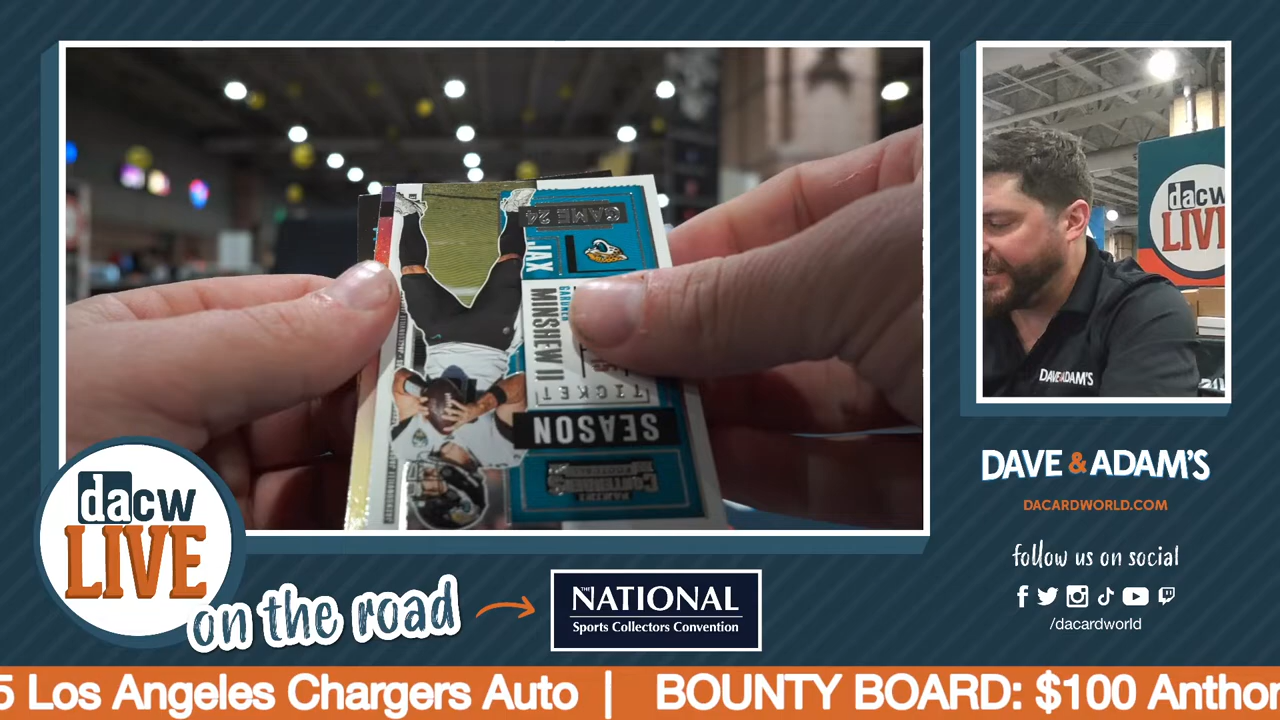 GAME 24
JAX
GARDNER
MINSHEW II
TICKET
SEASON
PANINI
CONTENDERS
FOOTBALL
dacw
LIVE
DAVE & ADAM'S
DAVE & ADAM'S
DACARDWORLD.COM
follow us on social
/dacardworld
dacw
LIVE
on the road
THE
NATIONAL
Sports Collectors Convention
5 Los Angeles Chargers Auto | BOUNTY BOARD: $100 Anthon